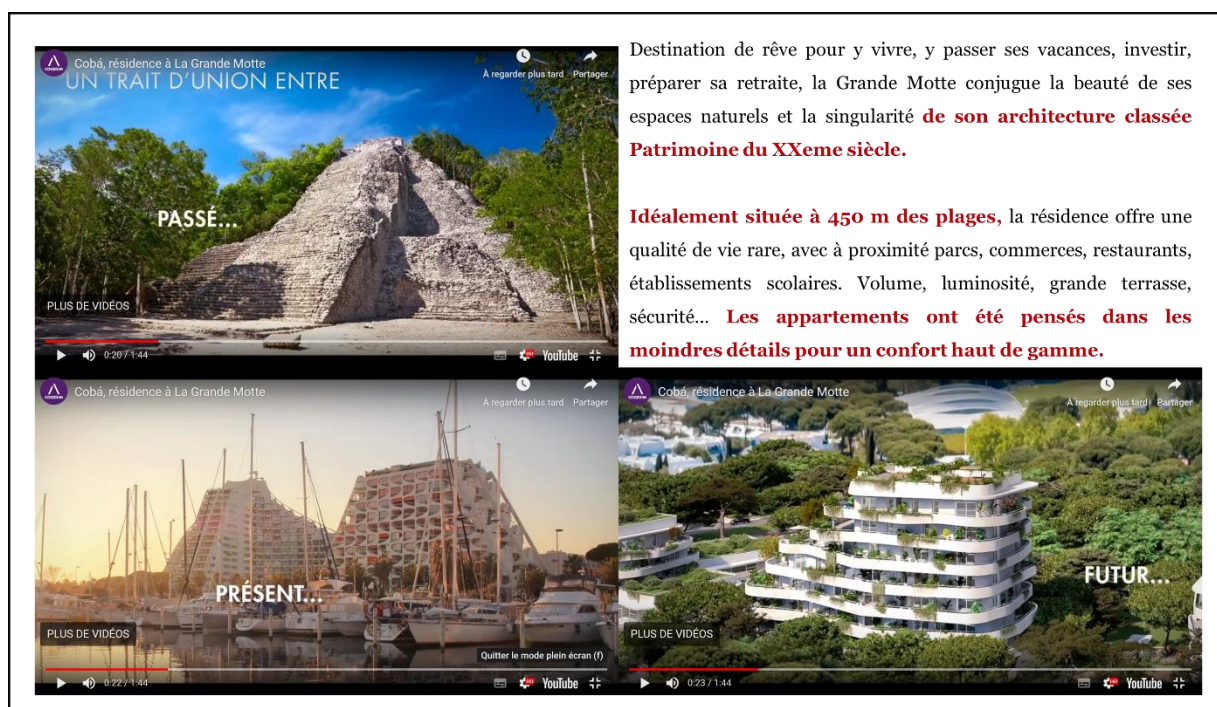 Cobá, résidence à La Grande Motte
À regarder plus tard Partager
UN TRAIT D'UNION ENTRE
PASSÉ...
PLUS DE VIDÉOS
0:20 / 1:44
YouTube
Destination de rêve pour y vivre, y passer ses vacances, investir,
préparer sa retraite, la Grande Motte conjugue la beauté de ses
espaces naturels et la singularité de son architecture classée
Patrimoine du XXeme siècle.
Idéalement située à 450 m des plages, la résidence offre une
qualité de vie rare, avec à proximité parcs, commerces, restaurants,
établissements scolaires. Volume, luminosité, grande terrasse,
sécurité... Les appartements ont été pensés dans les
moindres détails pour un confort haut de gamme.
Cobá, résidence à La Grande Motte
À regarder plus tard Partager
PRÉSENT...
PLUS DE VIDÉOS
Quitter le mode plein écran (f)
0:22 / 1:44
YouTube
Cobá, résidence à La Grande Motte
À regarder plus tard Partager
FUTUR...
PLUS DE VIDÉOS
0:23 / 1:44
YouTube